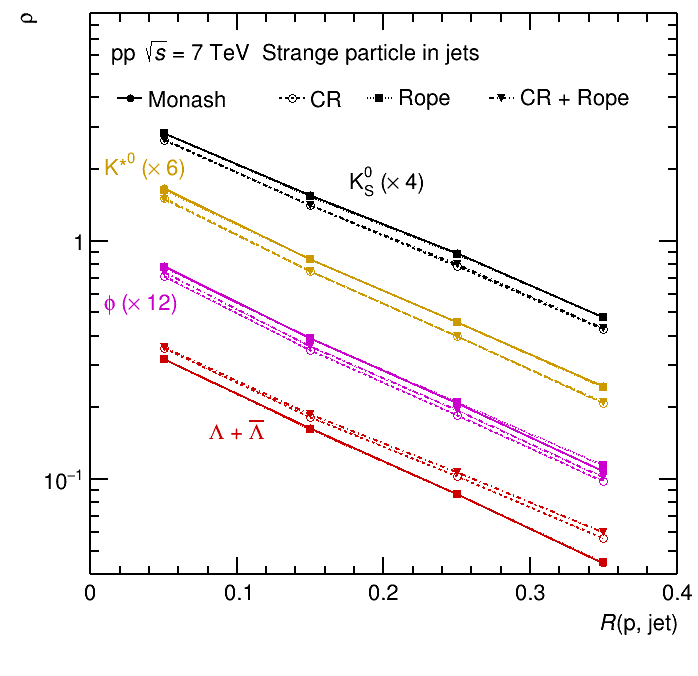 ρ
pp √s = 7 TeV Strange particle in jets
Monash CR Rope CR + Rope
K*⁰ (× 6)
K⁰S (× 4)
1
ϕ (× 12)
Λ + Λ̅
10⁻¹
0 0.1 0.2 0.3 0.4
R(p, jet)